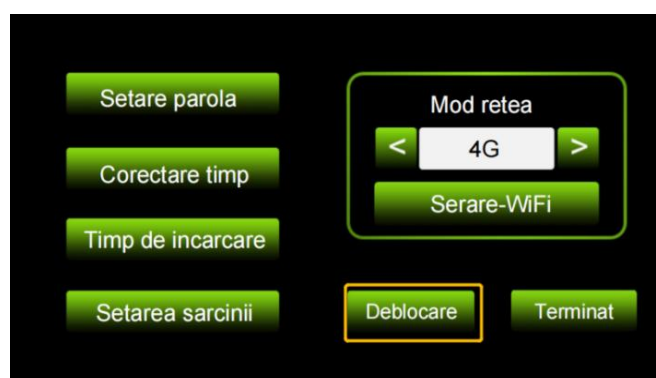 Setare parola
Corectare timp
Timp de incarcare
Setarea sarcinii
Mod retea
< 4G >
Serare-WiFi
Deblocare
Terminat